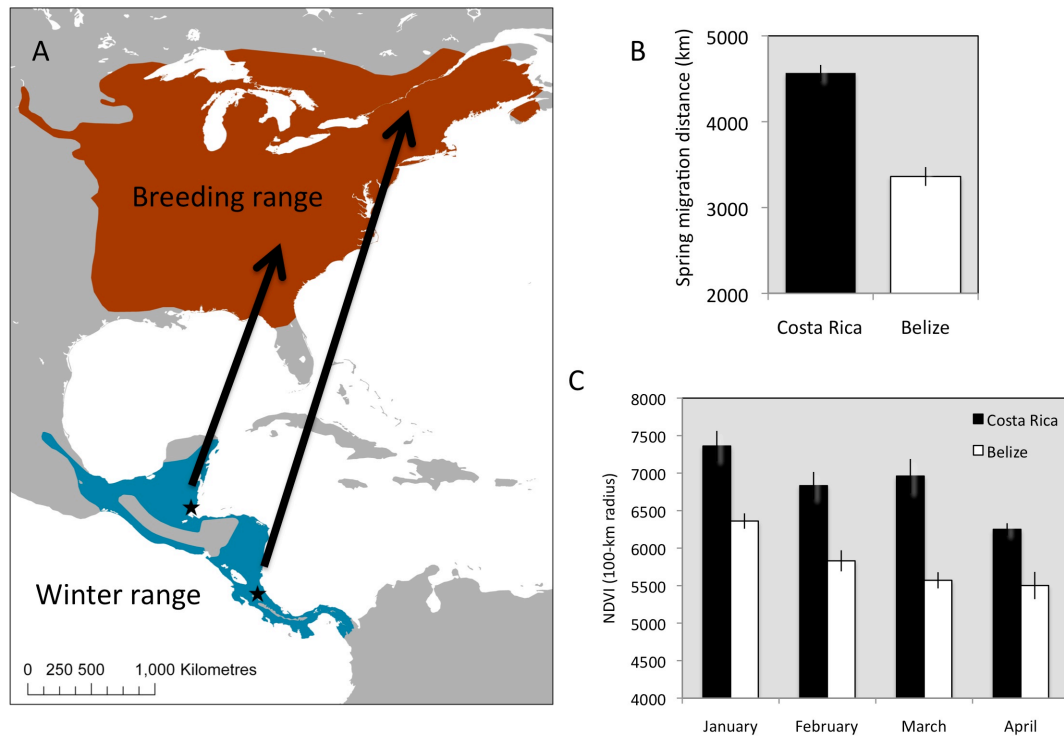 A
Breeding range
Winter range
0 250 500 1,000 Kilometres
B
Spring migration distance (km)
5000
4000
3000
2000
Costa Rica Belize
C
NDVI (100-km radius)
8000
7500
7000
6500
6000
5500
5000
4500
4000
Costa Rica
Belize
January February March April